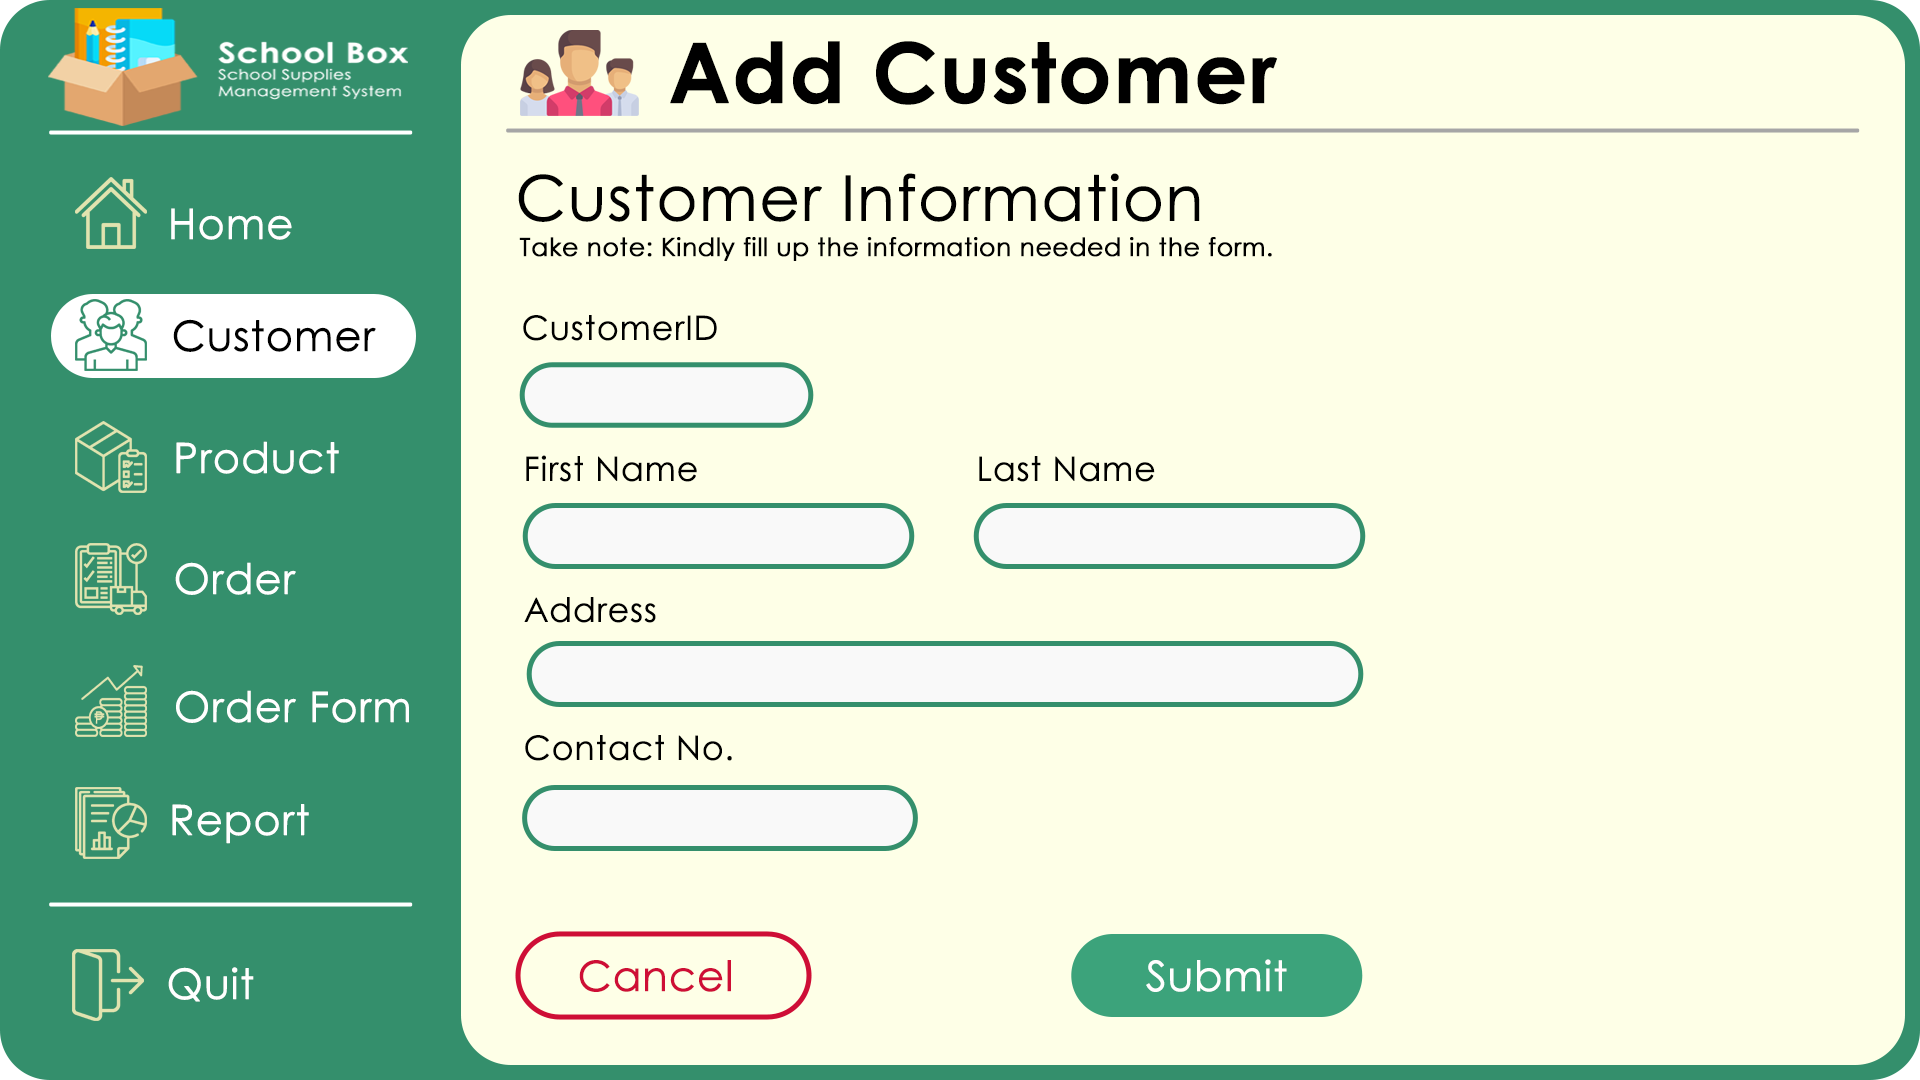 School Box
School Supplies
Management System
Home
Customer
Product
Order
Order Form
Report
Quit
Add Customer
Customer Information
Take note: Kindly fill up the information needed in the form.
CustomerID
First Name
Last Name
Address
Contact No.
Cancel
Submit